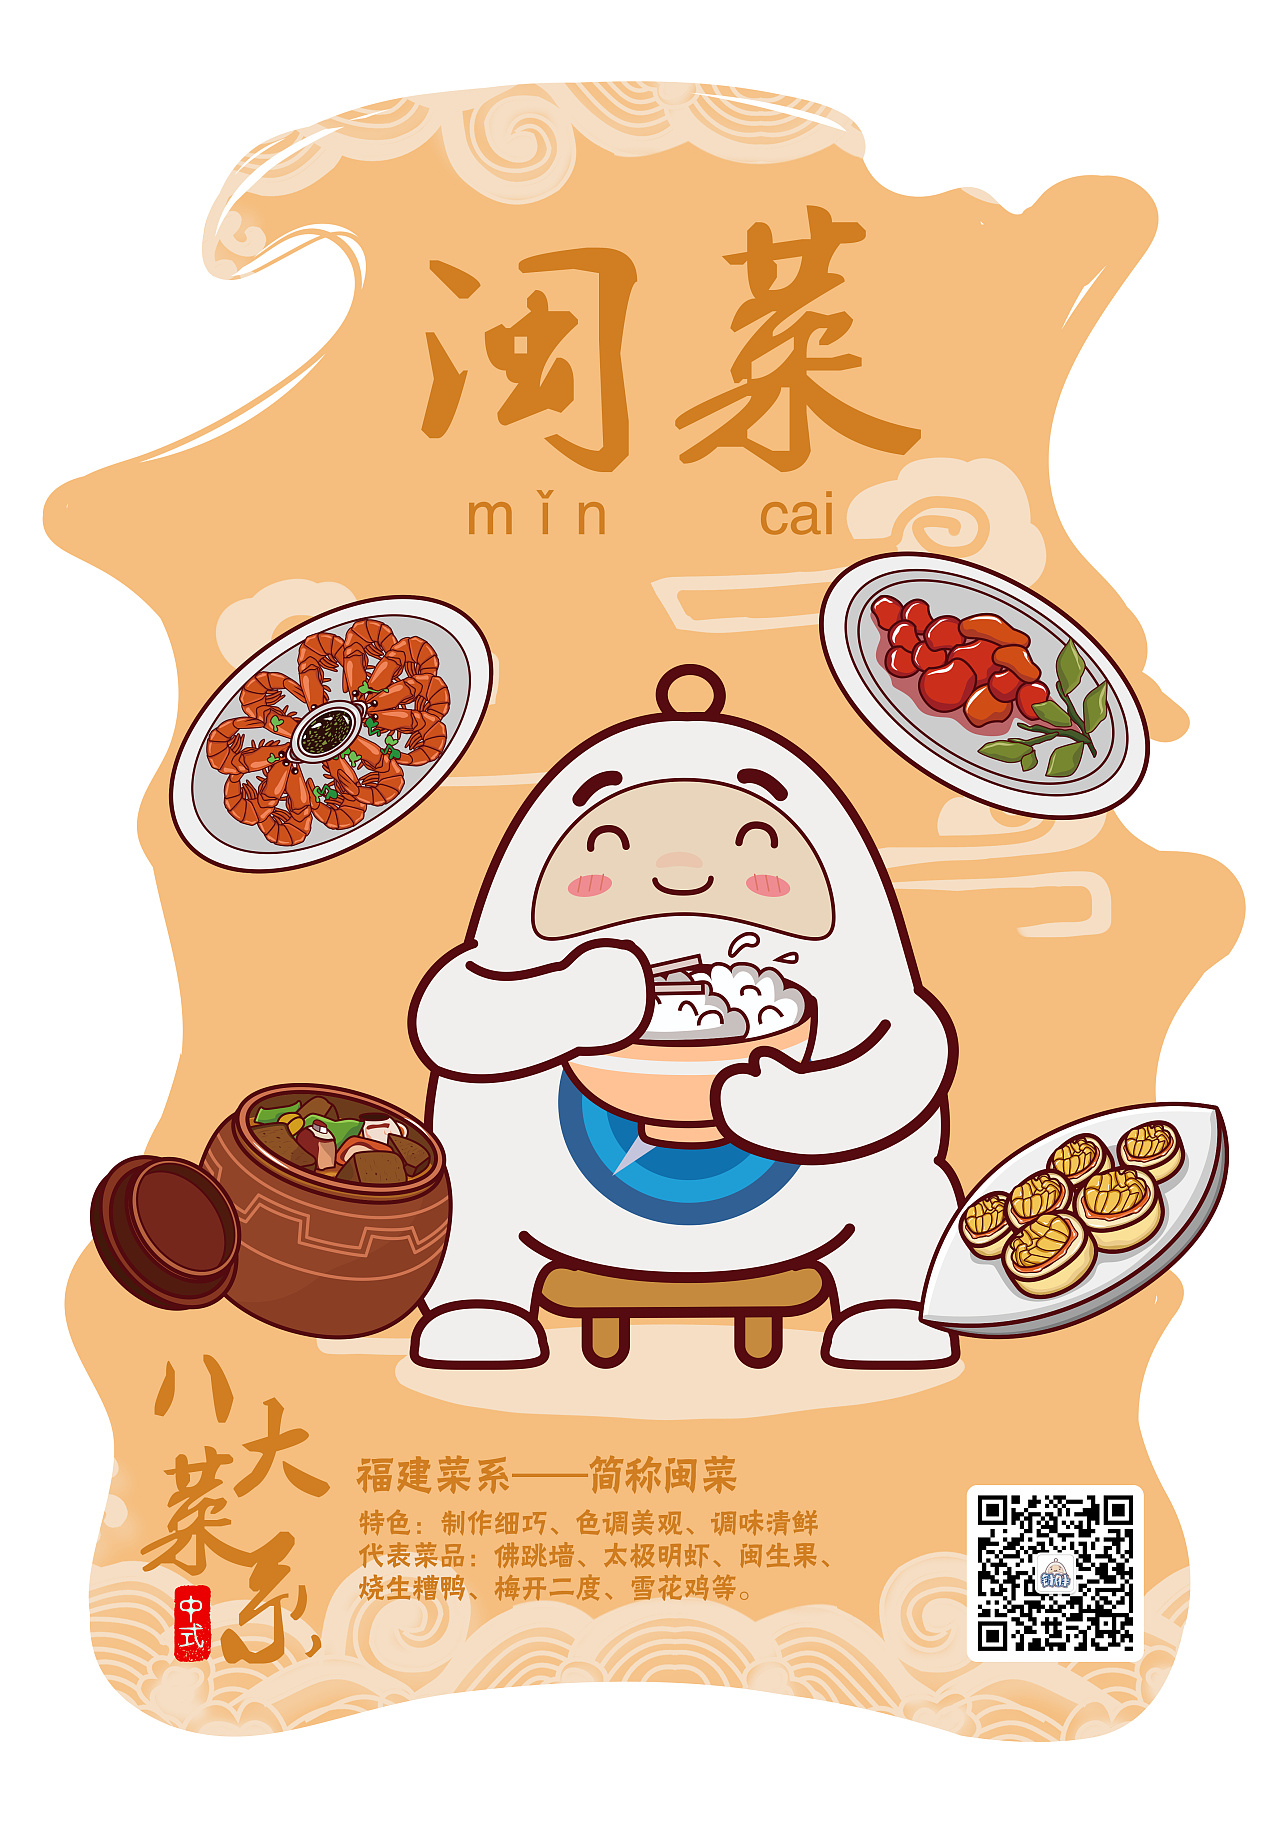 闽菜
mǐn cai
八大菜系
中式
福建菜系——简称闽菜
特色：制作细巧、色调美观、调味清鲜
代表菜品：佛跳墙、太极明虾、闽生果、
烧生糟鸭、梅开二度、雪花鸡等。